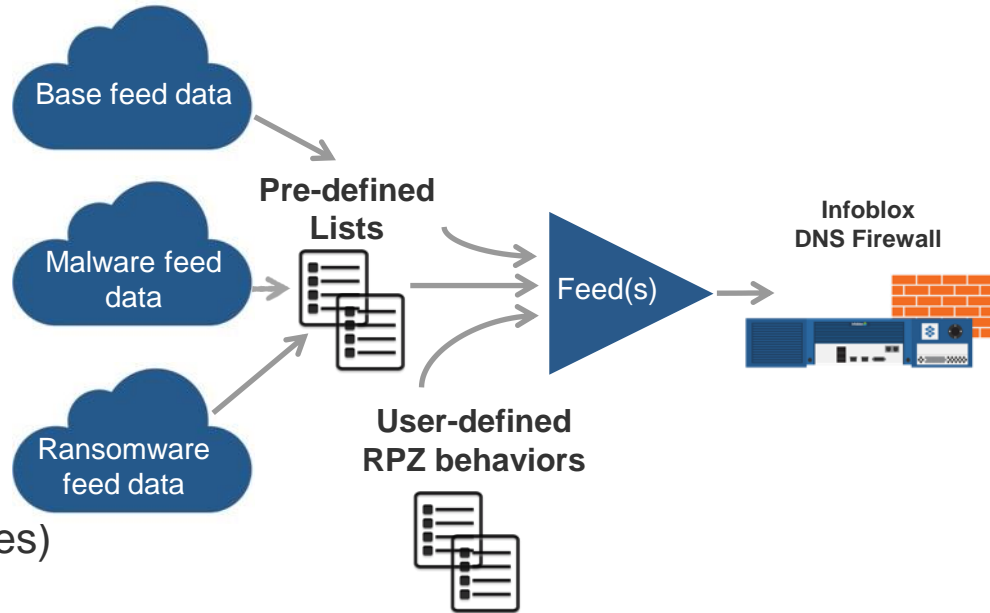 Base feed data
Pre-defined
Lists
Infoblox
DNS Firewall
Malware feed
data
Feed(s)
User-defined
RPZ behaviors
Ransomware
feed data
es)